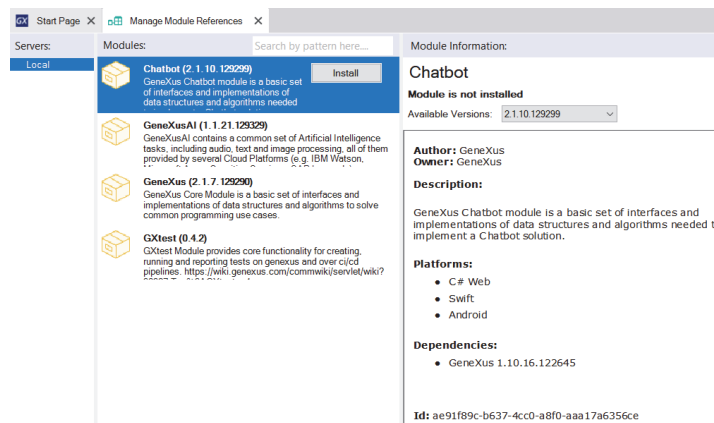 GX Start Page X Manage Module References X
Servers:
Local
Modules:
Search by pattern here....
Chatbot (2.1.10.129299)
Install
GeneXus Chatbot module is a basic set
of interfaces and implementations of
data structures and algorithms needed
GeneXusAI (1.1.21.129329)
GeneXusAI contains a common set of Artificial Intelligence
tasks, including audio, text and image processing, all of them
provided by several Cloud Platforms (e.g. IBM Watson,
GeneXus (2.1.7.129290)
GeneXus Core Module is a basic set of interfaces and
implementations of data structures and algorithms to solve
common programming use cases.
GXtest (0.4.2)
GXtest Module provides core functionality for creating,
running and reporting tests on genexus and over ci/cd
pipelines. https://wiki.genexus.com/commwiki/servlet/wiki?
Module Information:
Chatbot
Module is not installed
Available Versions: 2.1.10.129299
Author: GeneXus
Owner: GeneXus
Description:
GeneXus Chatbot module is a basic set of interfaces and
implementations of data structures and algorithms needed t
implement a Chatbot solution.
Platforms:
• C# Web
• Swift
• Android
Dependencies:
• GeneXus 1.10.16.122645
Id: ae91f89c-b637-4cc0-a8f0-aaa17a6356ce